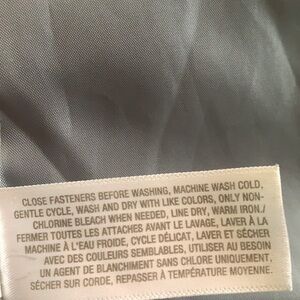 CLOSE FASTENERS BEFORE WASHING, MACHINE WASH COLD,
GENTLE CYCLE, WASH AND DRY WITH LIKE COLORS, ONLY NON-
CHLORINE BLEACH WHEN NEEDED, LINE DRY, WARM IRON./
FERMER TOUTES LES ATTACHES AVANT LE LAVAGE, LAVER À LA
MACHINE À L'EAU FROIDE, CYCLE DÉLICAT, LAVER ET SÉCHER
AVEC DES COULEURS SEMBLABLES, UTILISER AU BESOIN
UN AGENT DE BLANCHIMENT SANS CHLORE UNIQUEMENT,
SÉCHER SUR CORDE, REPASSER À TEMPÉRATURE MOYENNE.